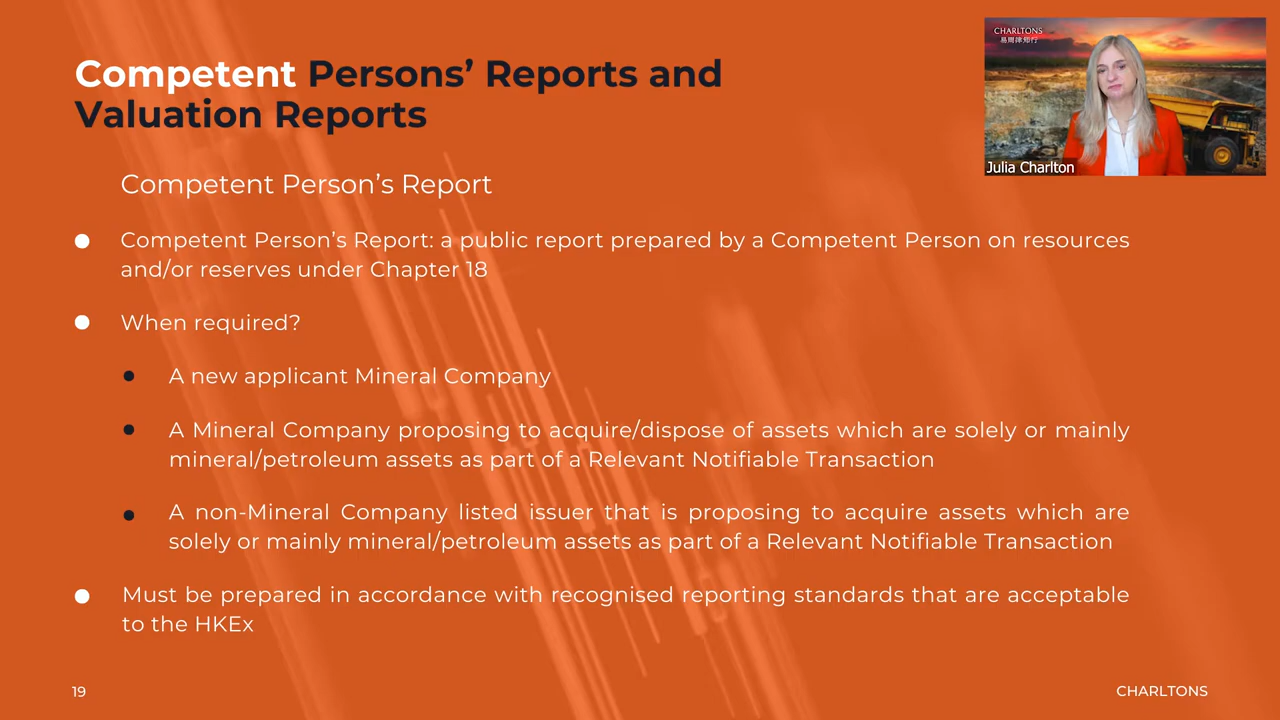 Competent Persons’ Reports and
Valuation Reports
CHARLTONS
易周律师行
Julia Charlton
Competent Person’s Report
Competent Person’s Report: a public report prepared by a Competent Person on resources
and/or reserves under Chapter 18
When required?
A new applicant Mineral Company
A Mineral Company proposing to acquire/dispose of assets which are solely or mainly
mineral/petroleum assets as part of a Relevant Notifiable Transaction
A non-Mineral Company listed issuer that is proposing to acquire assets which are
solely or mainly mineral/petroleum assets as part of a Relevant Notifiable Transaction
Must be prepared in accordance with recognised reporting standards that are acceptable
to the HKEx
19
CHARLTONS